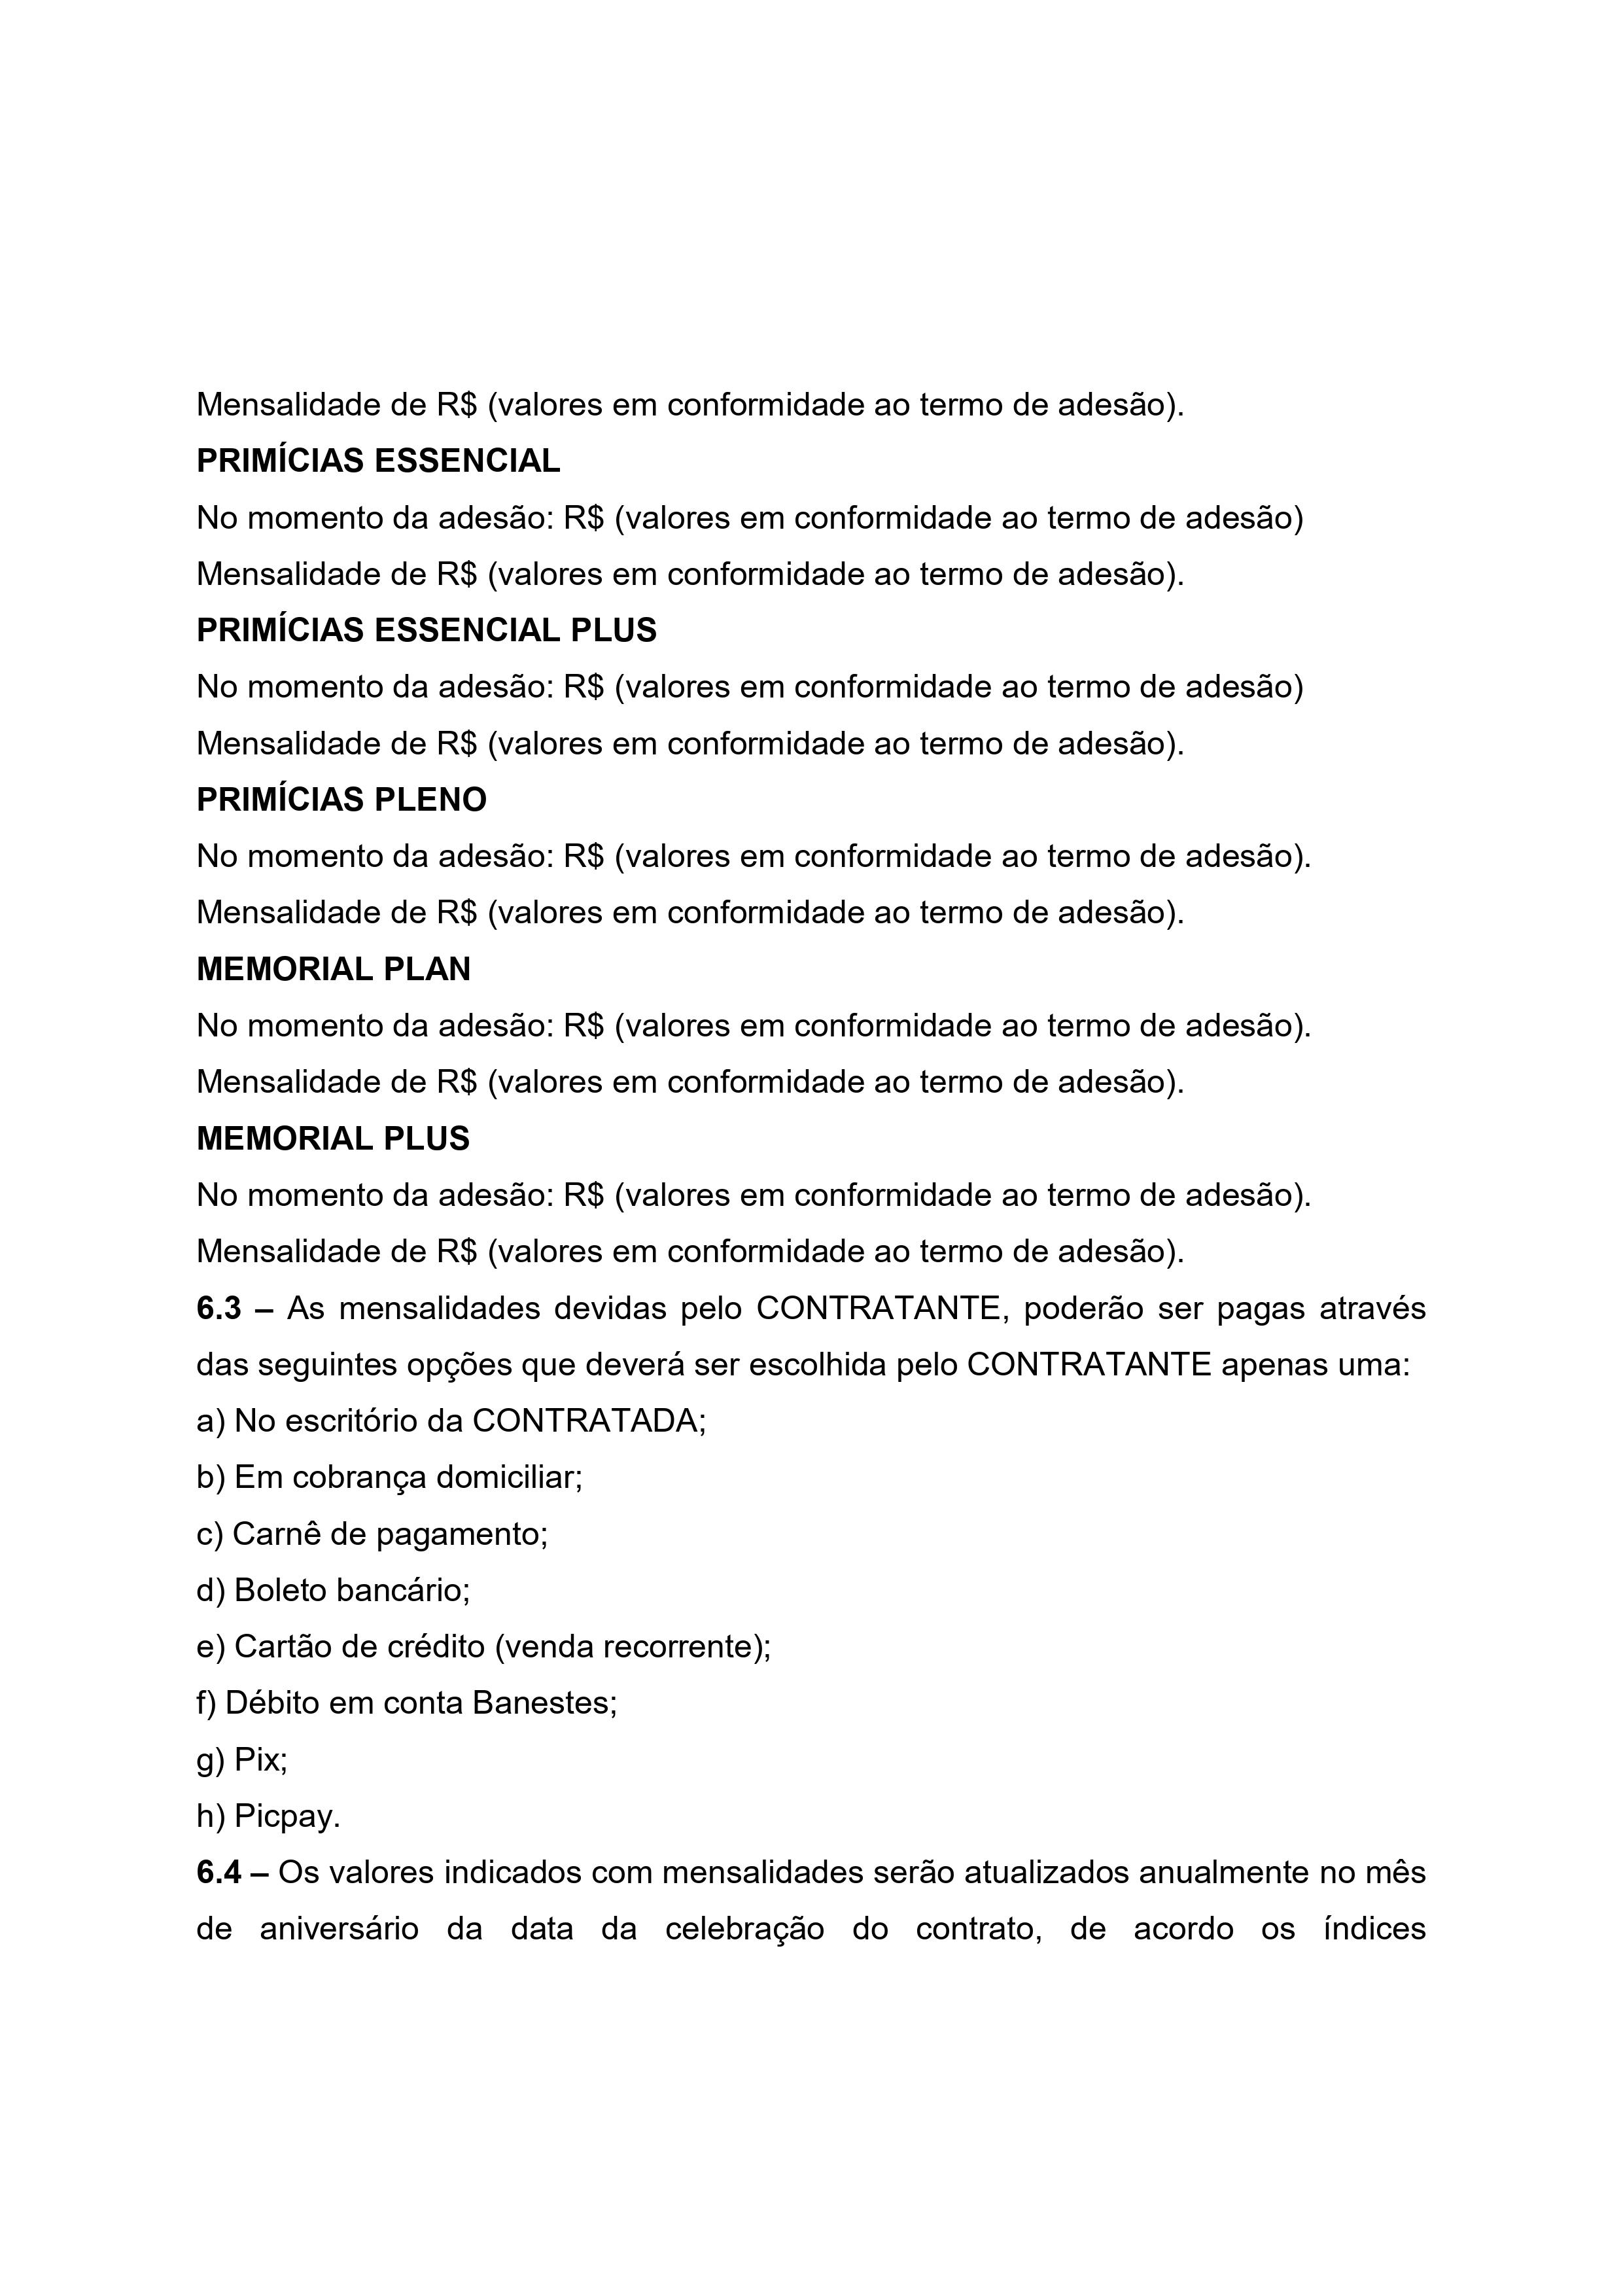 Mensalidade de R$ (valores em conformidade ao termo de adesão).
PRIMÍCIAS ESSENCIAL
No momento da adesão: R$ (valores em conformidade ao termo de adesão)
Mensalidade de R$ (valores em conformidade ao termo de adesão).
PRIMÍCIAS ESSENCIAL PLUS
No momento da adesão: R$ (valores em conformidade ao termo de adesão)
Mensalidade de R$ (valores em conformidade ao termo de adesão).
PRIMÍCIAS PLENO
No momento da adesão: R$ (valores em conformidade ao termo de adesão).
Mensalidade de R$ (valores em conformidade ao termo de adesão).
MEMORIAL PLAN
No momento da adesão: R$ (valores em conformidade ao termo de adesão).
Mensalidade de R$ (valores em conformidade ao termo de adesão).
MEMORIAL PLUS
No momento da adesão: R$ (valores em conformidade ao termo de adesão).
Mensalidade de R$ (valores em conformidade ao termo de adesão).
6.3 – As mensalidades devidas pelo CONTRATANTE, poderão ser pagas através
das seguintes opções que deverá ser escolhida pelo CONTRATANTE apenas uma:
a) No escritório da CONTRATADA;
b) Em cobrança domiciliar;
c) Carnê de pagamento;
d) Boleto bancário;
e) Cartão de crédito (venda recorrente);
f) Débito em conta Banestes;
g) Pix;
h) Picpay.
6.4 – Os valores indicados com mensalidades serão atualizados anualmente no mês
de aniversário da data da celebração do contrato, de acordo os índices